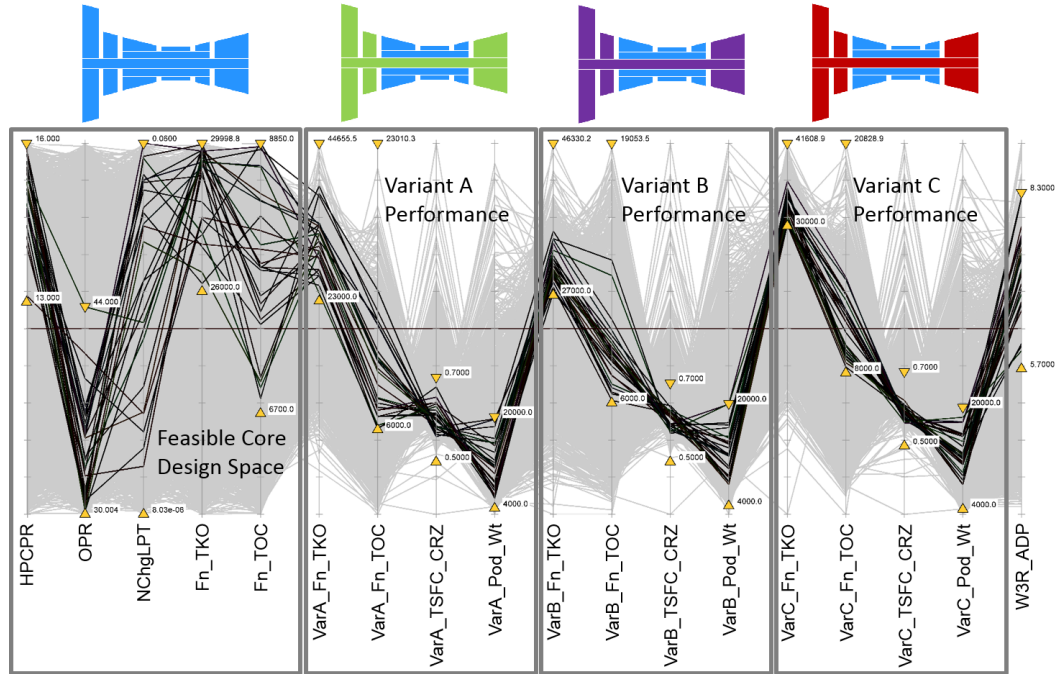 16.000
0.0600
29998.8
8850.0
44655.5
23010.3
46330.2
19053.5
41608.9
20828.9
Variant A
Performance
Variant B
Performance
Variant C
Performance
8.3000
30000.0
13.000
44.000
26000.0
23000.0
27000.0
5.7000
6700.0
0.7000
6000.0
20000.0
0.7000
6000.0
20000.0
8000.0
0.7000
20000.0
Feasible Core
Design Space
0.5000
0.5000
0.5000
30.004
8.03e-06
4000.0
4000.0
4000.0
HPCPR
OPR
NChgLPT
Fn_TKO
Fn_TOC
VarA_Fn_TKO
VarA_Fn_TOC
VarA_TSFC_CRZ
VarA_Pod_Wt
VarB_Fn_TKO
VarB_Fn_TOC
VarB_TSFC_CRZ
VarB_Pod_Wt
VarC_Fn_TKO
VarC_Fn_TOC
VarC_TSFC_CRZ
VarC_Pod_Wt
W3R_ADP